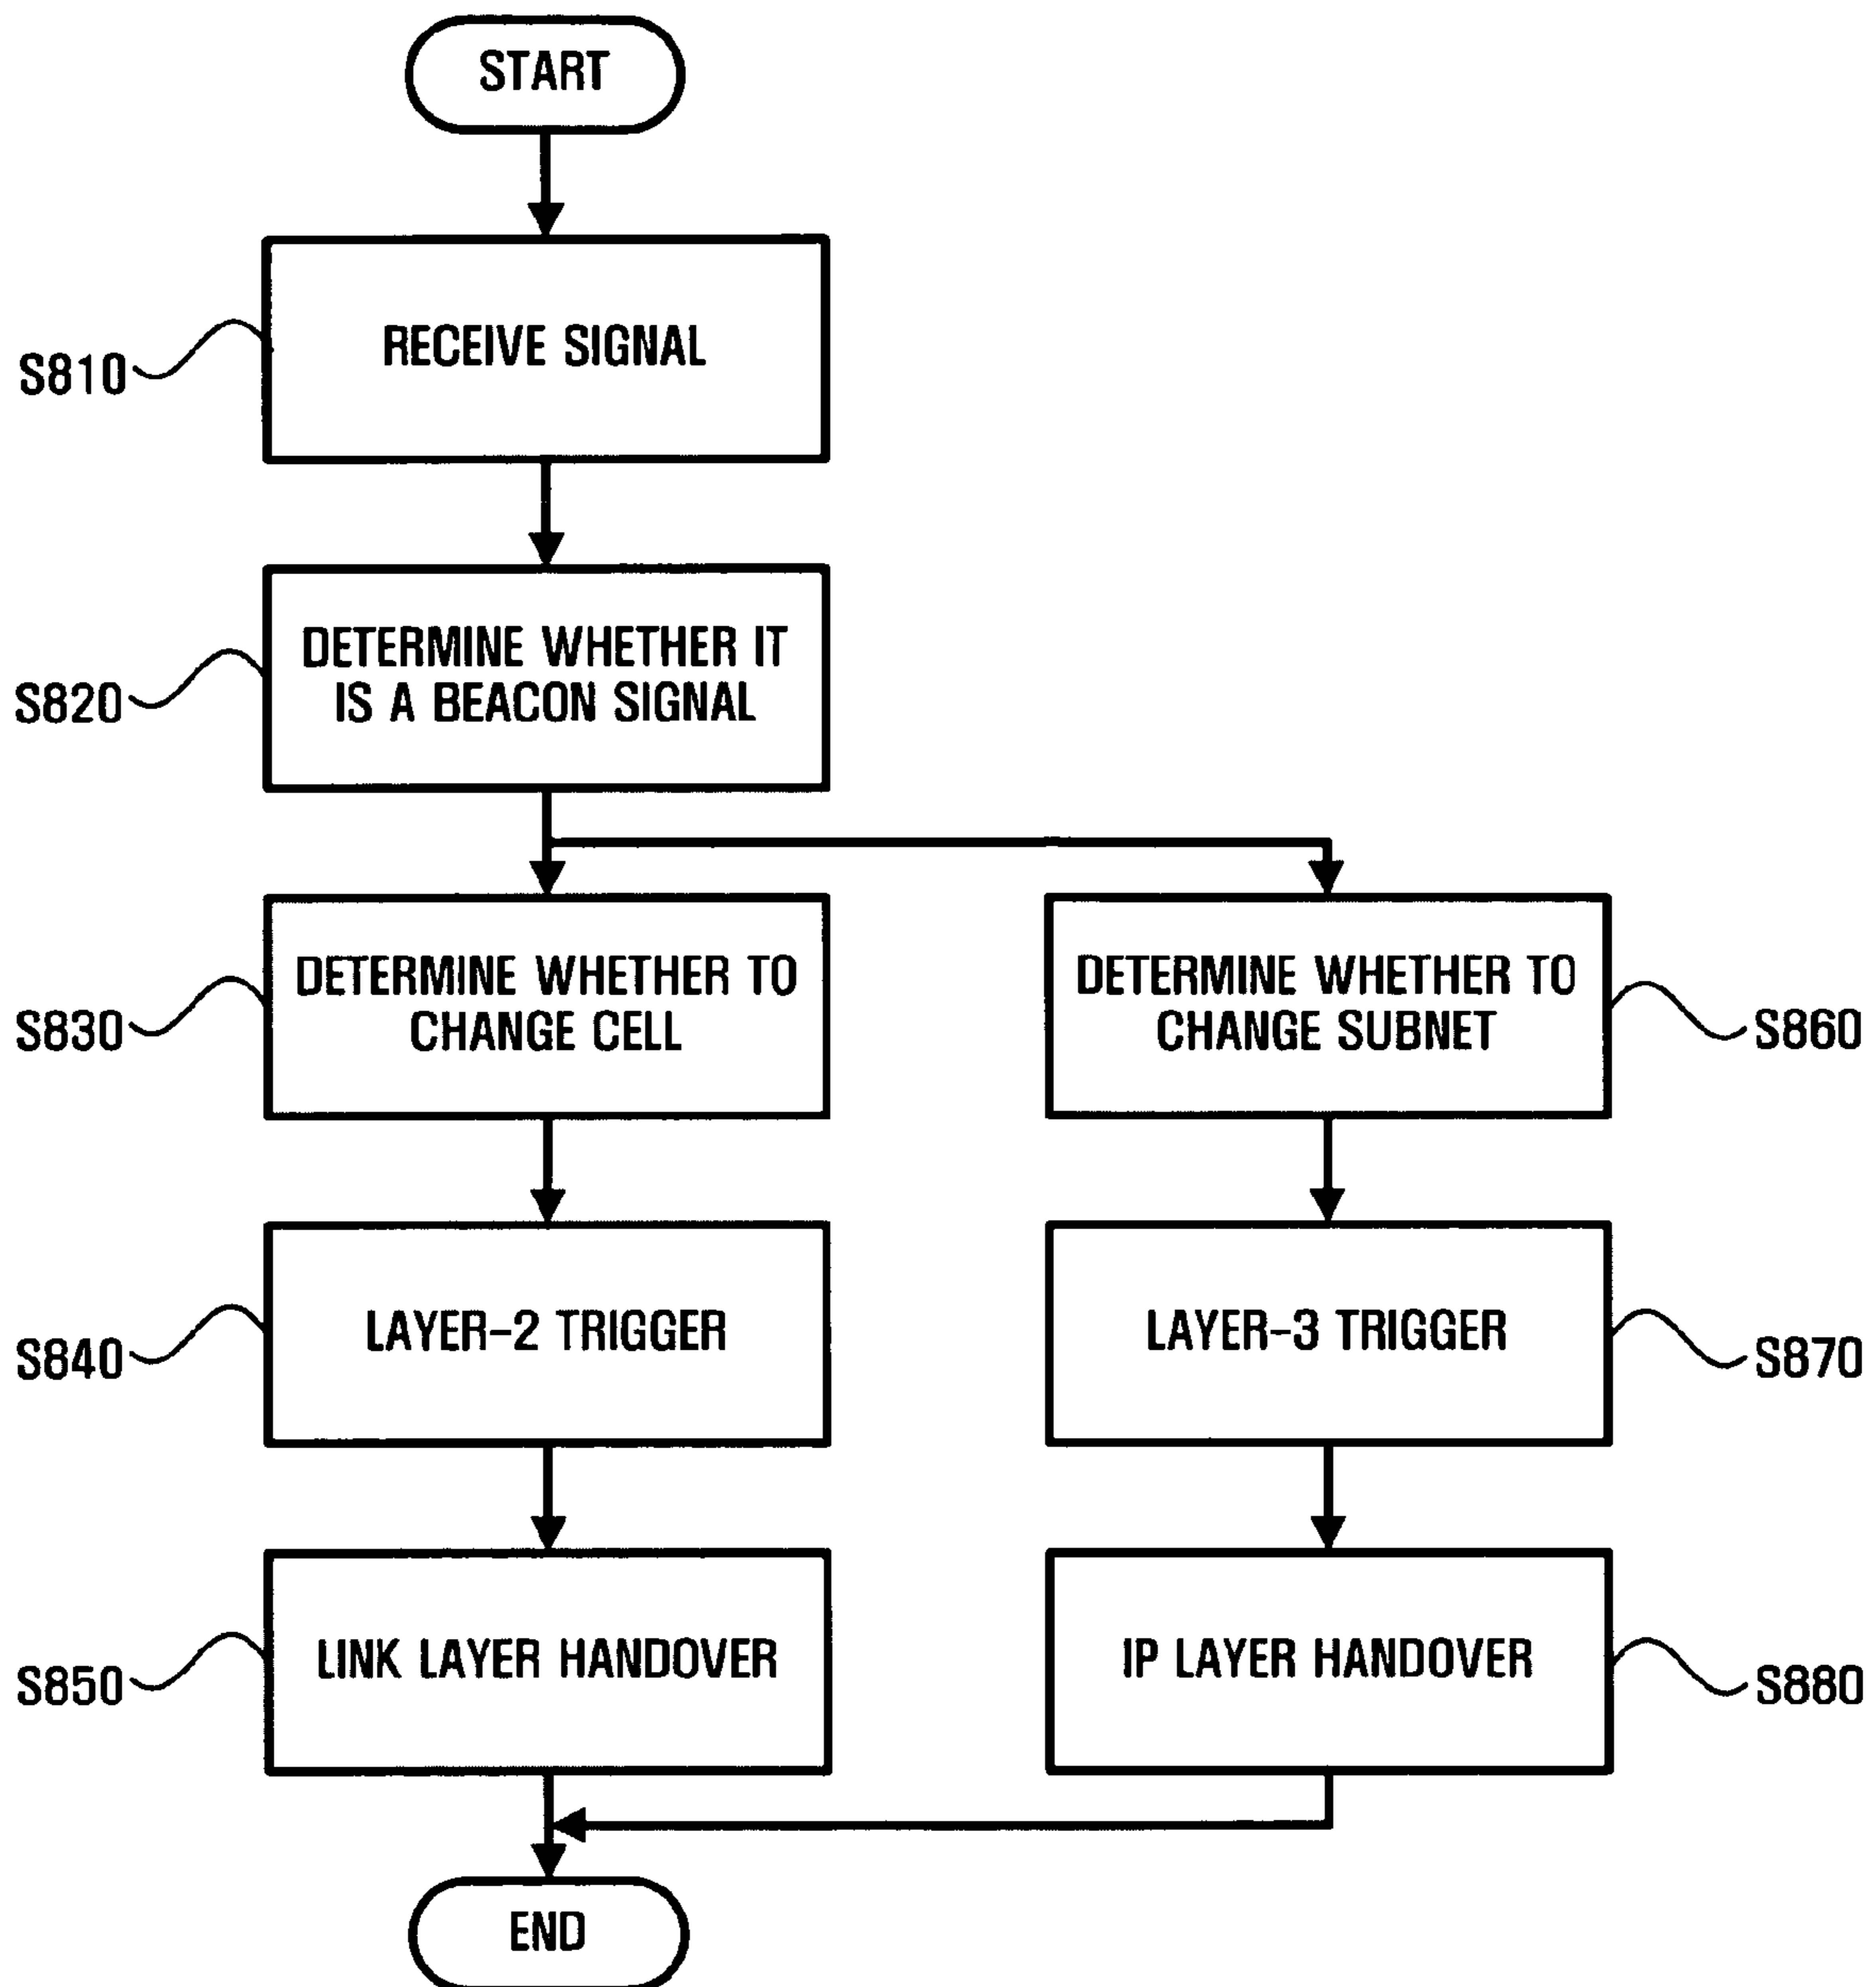 START
RECEIVE SIGNAL
S810
DETERMINE WHETHER IT
IS A BEACON SIGNAL
S820
DETERMINE WHETHER TO
CHANGE CELL
S830
DETERMINE WHETHER TO
CHANGE SUBNET
S860
LAYER-2 TRIGGER
S840
LAYER-3 TRIGGER
S870
LINK LAYER HANDOVER
S850
IP LAYER HANDOVER
S880
END